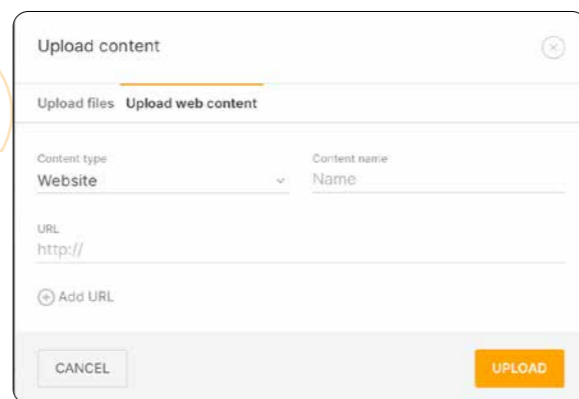 Upload content
Upload files Upload web content
Content type Content name
Website Name
URL
http://
Add URL
CANCEL UPLOAD